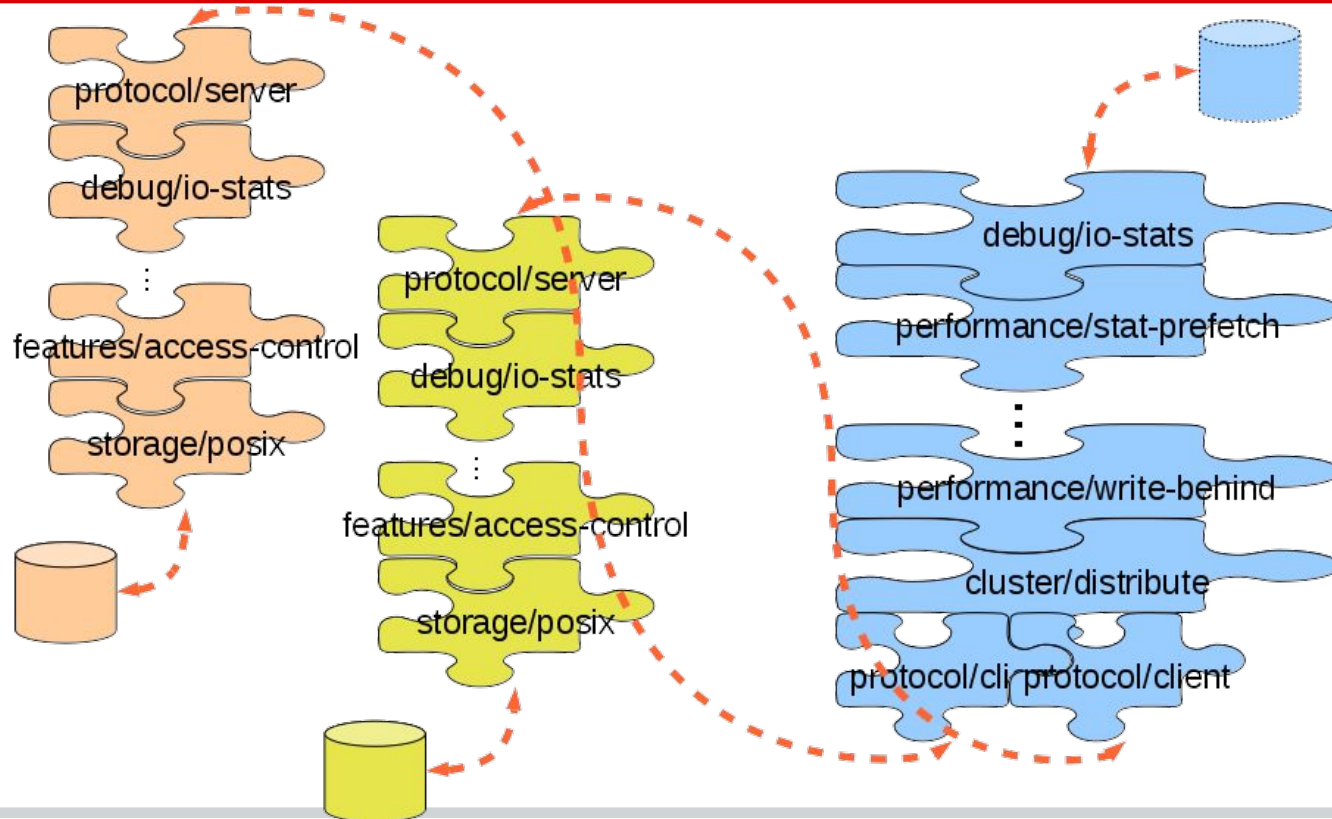 protocol/server
debug/io-stats
features/access-control
storage/posix
protocol/server
debug/io-stats
features/access-control
storage/posix
debug/io-stats
performance/stat-prefetch
performance/write-behind
cluster/distribute
protocol/cli
protocol/client